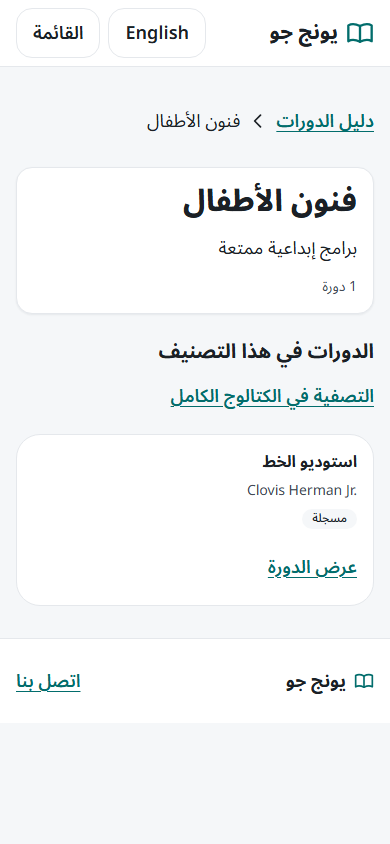 يونج جو
English
القائمة
دليل الدورات
فنون الأطفال
فنون الأطفال
برامج إبداعية ممتعة
1 دورة
الدورات في هذا التصنيف
التصفية في الكتالوج الكامل
استوديو الخط
Clovis Herman Jr.
مسجلة
عرض الدورة
يونج جو
اتصل بنا